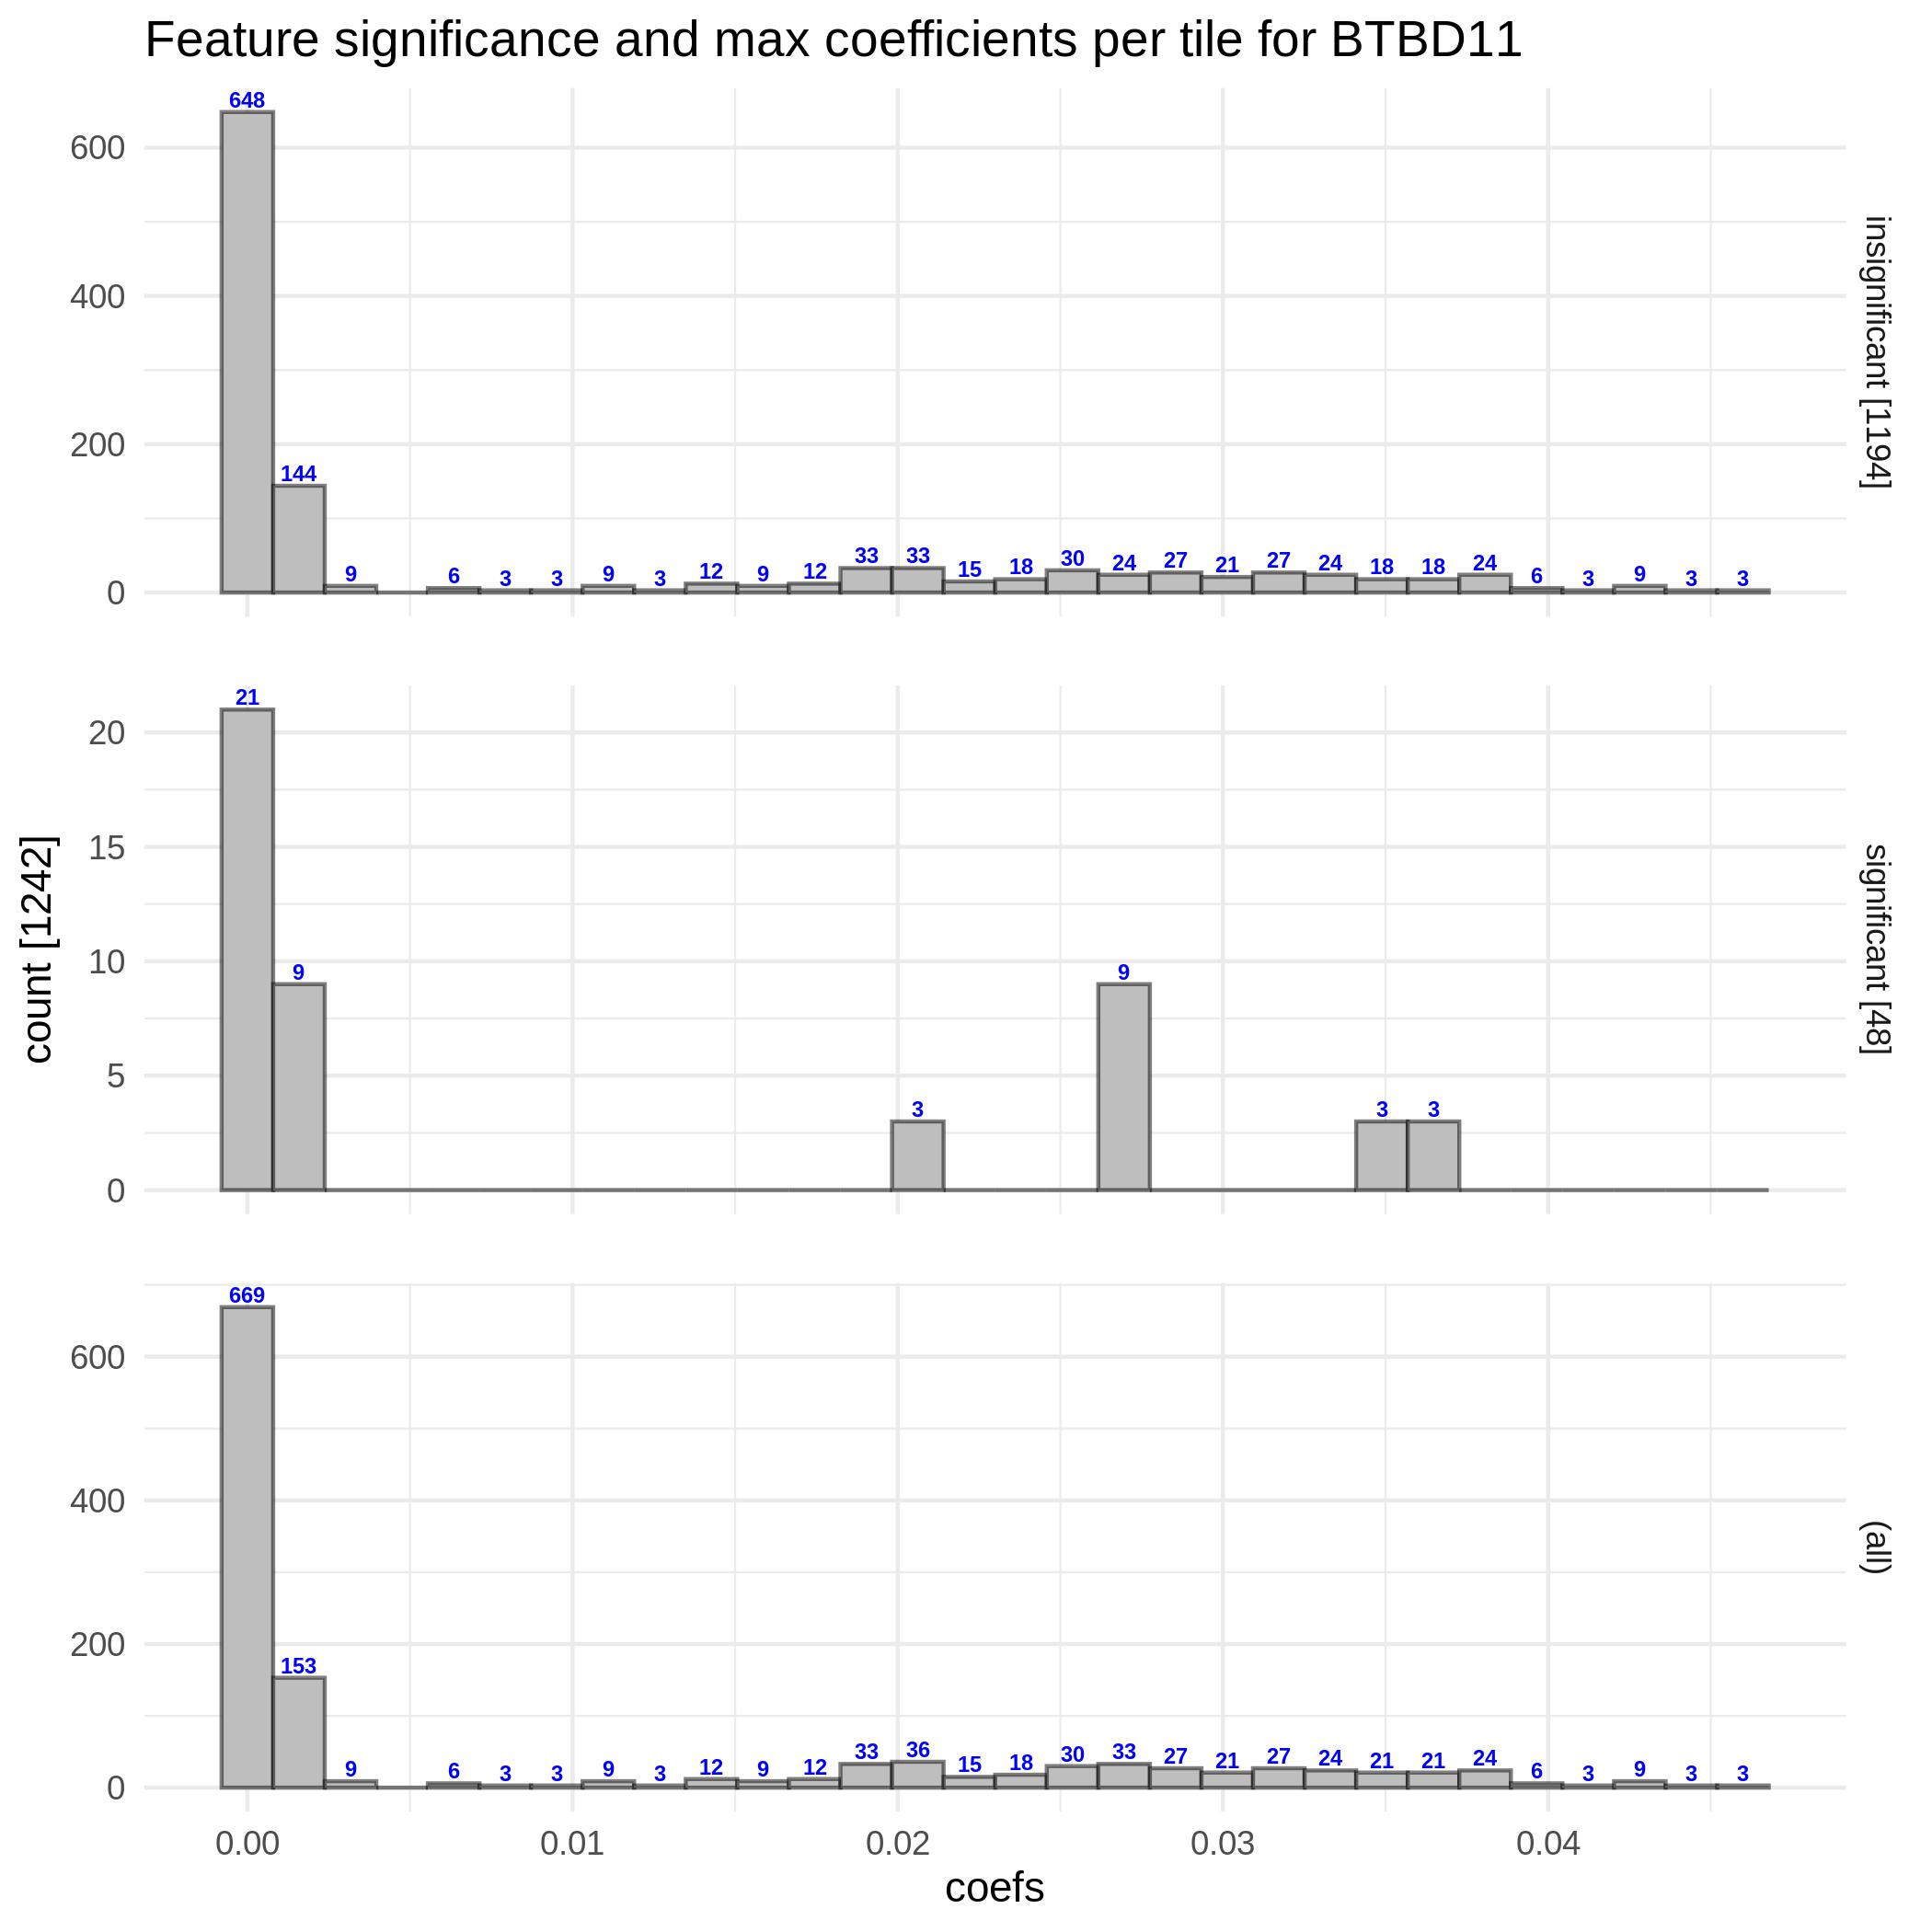 Feature significance and max coefficients per tile for BTBD11
648
600
400
200
144
9 6 3 3 9 3 12 9 12 33 33 15 18 30 24 27 21 27 24 18 18 24 6 3 9 3 3
0
insignificant [1194]
21
20
15
10
9 9
5
3 3 3
0
significant [48]
count [1242]
669
600
400
200
153
9 6 3 3 9 3 12 9 12 33 36 15 18 30 33 27 21 27 24 21 21 24 6 3 9 3 3
0
(all)
0.00 0.01 0.02 0.03 0.04
coefs